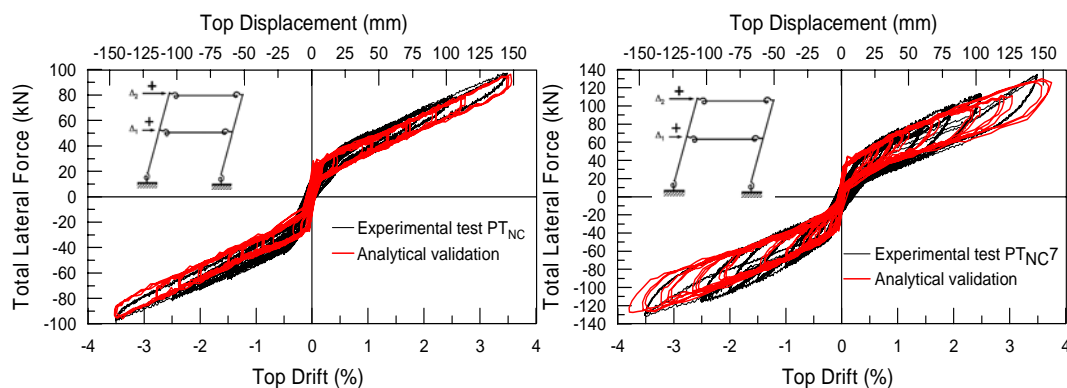 Top Displacement (mm)
-150 -125 -100 -75 -50 -25 0 25 50 75 100 125 150
Total Lateral Force (kN)
100
80
60
40
20
0
-20
-40
-60
-80
-100
Δ2 +
Δ1 +
Experimental test PTNC
Analytical validation
-4 -3 -2 -1 0 1 2 3 4
Top Drift (%)
Top Displacement (mm)
-150 -125 -100 -75 -50 -25 0 25 50 75 100 125 150
Total Lateral Force (kN)
140
120
100
80
60
40
20
0
-20
-40
-60
-80
-100
-120
-140
Δ2 +
Δ1 +
Experimental test PTNC7
Analytical validation
-4 -3 -2 -1 0 1 2 3 4
Top Drift (%)